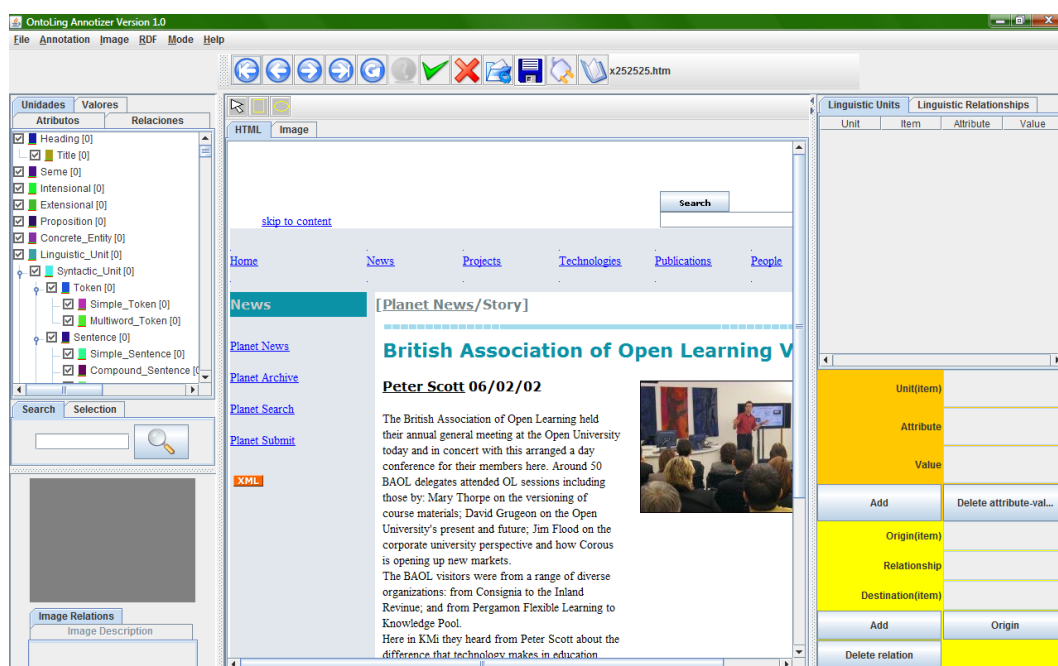 OntoLing Annotizer Version 1.0
File Annotation Image RDF Mode Help
x252525.htm
Unidades Valores
Atributos Relaciones
Heading [0]
Title [0]
Seme [0]
Intensional [0]
Extensional [0]
Proposition [0]
Concrete_Entity [0]
Linguistic_Unit [0]
Syntactic_Unit [0]
Token [0]
Simple_Token [0]
Multiword_Token [0]
Sentence [0]
Simple_Sentence [0]
Compound_Sentence [0
Search Selection
Image Relations
Image Description
HTML Image
Search
skip to content
Home News Projects Technologies Publications People
News
Planet News
Planet Archive
Planet Search
Planet Submit
XML
[Planet News/Story]
British Association of Open Learning V
Peter Scott 06/02/02
The British Association of Open Learning held
their annual general meeting at the Open University
today and in concert with this arranged a day
conference for their members here. Around 50
BAOL delegates attended OL sessions including
those by: Mary Thorpe on the versioning of
course materials; David Grugeon on the Open
University's present and future; Jim Flood on the
corporate university perspective and how Corous
is opening up new markets.
The BAOL visitors were from a range of diverse
organizations: from Consignia to the Inland
Revinue; and from Pergamon Flexible Learning to
Knowledge Pool.
Here in KMi they heard from Peter Scott about the
difference that technology makes in education
Linguistic Units Linguistic Relationships
Unit Item Attribute Value
Unit(item)
Attribute
Value
Add Delete attribute-val...
Origin(item)
Relationship
Destination(item)
Add Origin
Delete relation